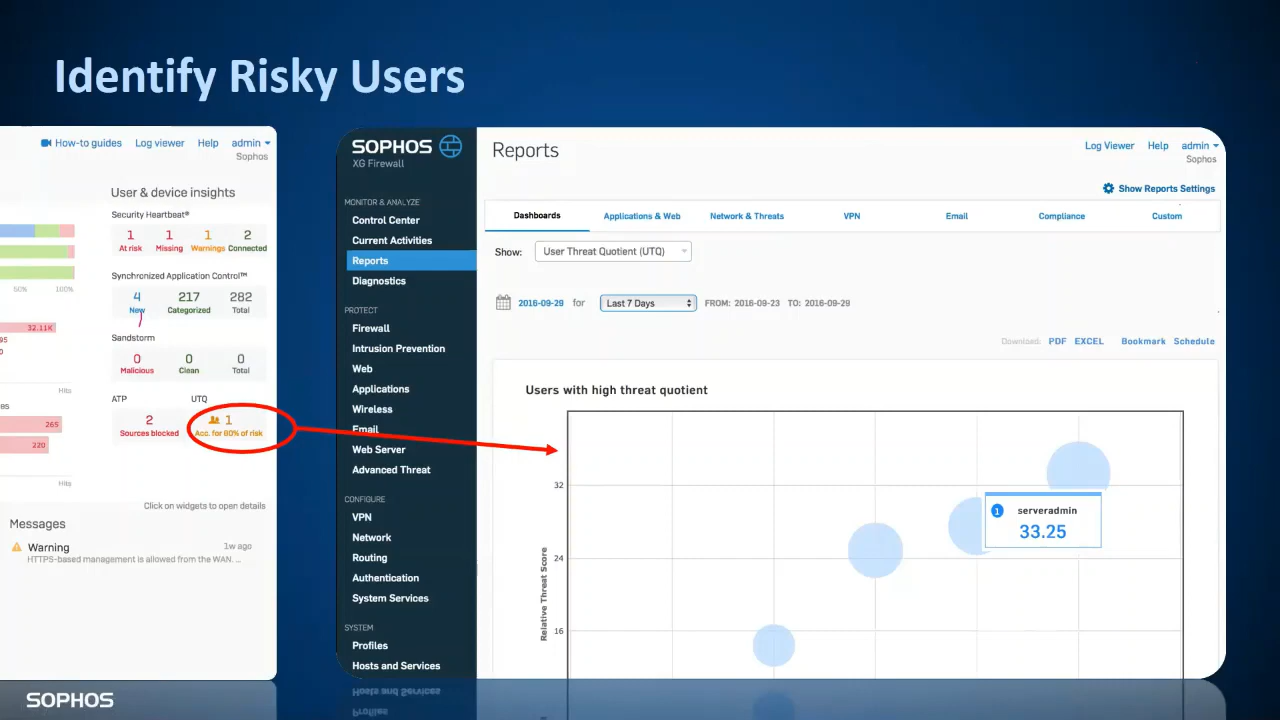 Identify Risky Users
How-to guides Log viewer Help admin
Sophos
User & device insights
Security Heartbeat®
1 1 1 2
At risk Missing Warnings Connected
50% 100%
Synchronized Application Control™
4 217 282
New Categorized Total
32.11K
95
0
Sandstorm
0 0 0
Malicious Clean Total
Hits
es
ATP UTQ
2 1
Sources blocked Acc. for 80% of risk
265
220
Hits
Click on widgets to open details
Messages
Warning 1w ago
HTTPS-based management is allowed from the WAN. ...
SOPHOS
XG Firewall
MONITOR & ANALYZE
Control Center
Current Activities
Reports
Diagnostics
PROTECT
Firewall
Intrusion Prevention
Web
Applications
Wireless
Email
Web Server
Advanced Threat
CONFIGURE
VPN
Network
Routing
Authentication
System Services
SYSTEM
Profiles
Hosts and Services
Reports
Log Viewer Help admin
Sophos
Show Reports Settings
Dashboards Applications & Web Network & Threats VPN Email Compliance Custom
Show: User Threat Quotient (UTQ)
2016-09-29 for Last 7 Days FROM: 2016-09-23 TO: 2016-09-29
Download: PDF EXCEL Bookmark Schedule
Users with high threat quotient
32
24
16
Relative Threat Score
1 serveradmin
33.25
SOPHOS